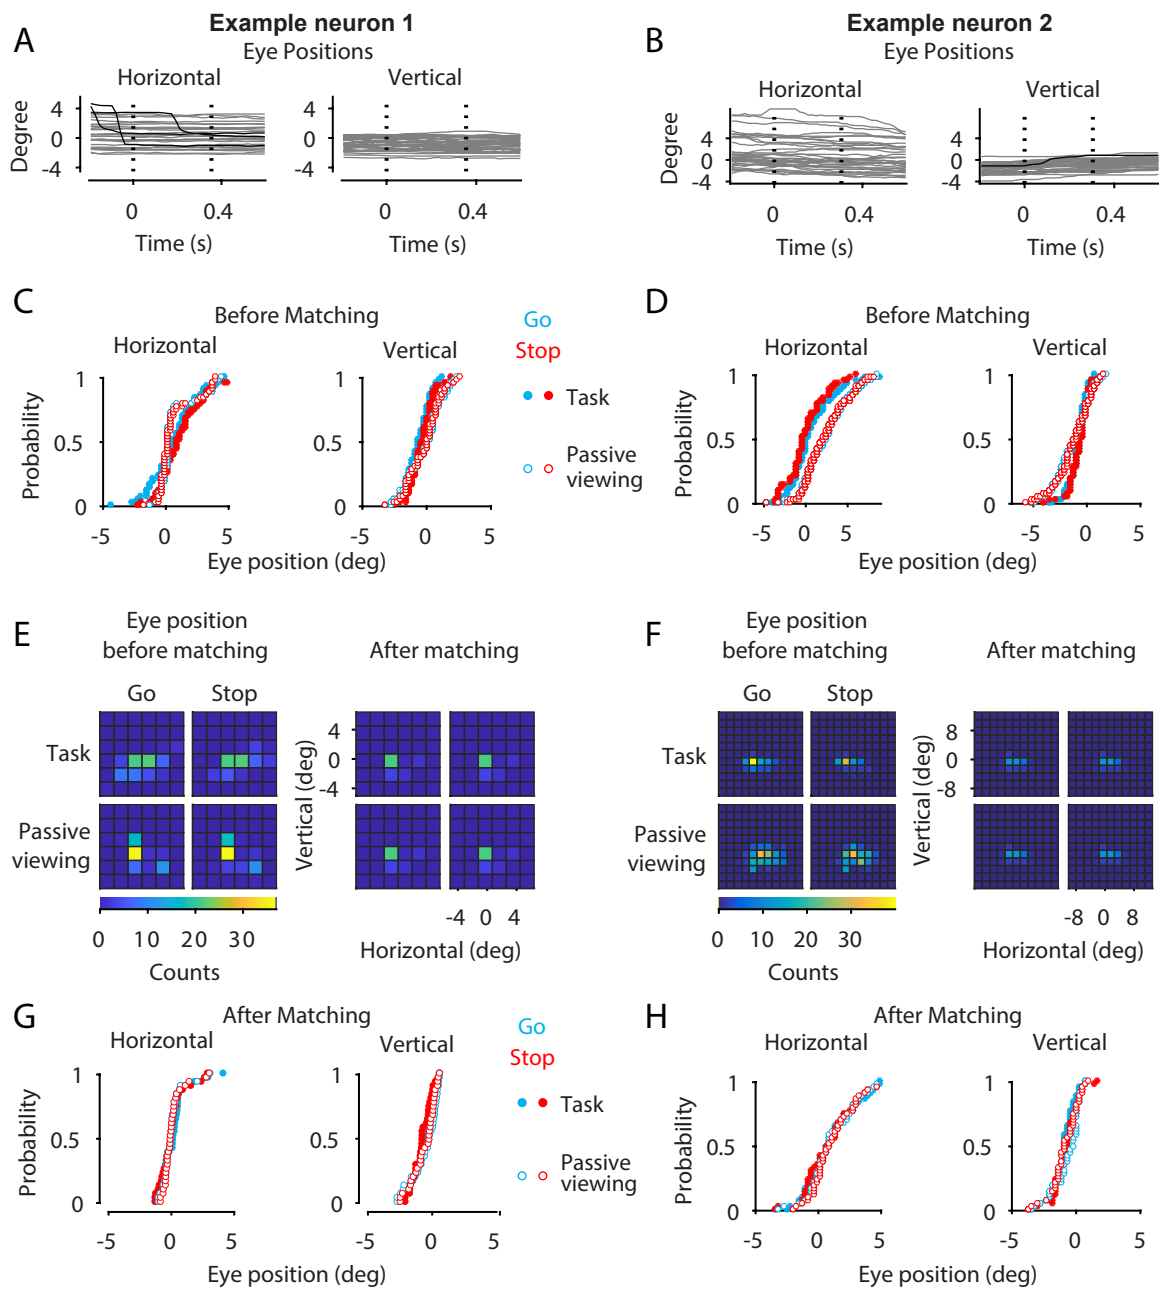 Example neuron 1
A
Eye Positions
Horizontal
Vertical
Degree
4
0
-4
4
0
-4
0
0.4
0
0.4
Time (s)
Time (s)
Example neuron 2
B
Eye Positions
Horizontal
Vertical
Degree
4
0
-4
4
0
-4
0
0.4
0
0.4
Time (s)
Time (s)
C
Before Matching
Horizontal
Vertical
Probability
1
0.5
0
1
0.5
0
-5
0
5
-5
0
5
Eye position (deg)
Go
Stop
Task
Passive
viewing
D
Before Matching
Horizontal
Vertical
Probability
1
0.5
0
1
0.5
0
-5
0
5
-5
0
5
Eye position (deg)
E
Eye position
before matching
After matching
Go
Stop
Task
Passive
viewing
Vertical (deg)
4
0
-4
-4
0
4
Horizontal (deg)
0
10
20
30
Counts
F
Eye position
before matching
After matching
Go
Stop
Task
Passive
viewing
Vertical (deg)
8
0
-8
-8
0
8
Horizontal (deg)
0
10
20
30
Counts
G
After Matching
Horizontal
Vertical
Probability
1
0.5
0
1
0.5
0
-5
0
5
-5
0
5
Eye position (deg)
Go
Stop
Task
Passive
viewing
H
After Matching
Horizontal
Vertical
Probability
1
0.5
0
1
0.5
0
-5
0
5
-5
0
5
Eye position (deg)